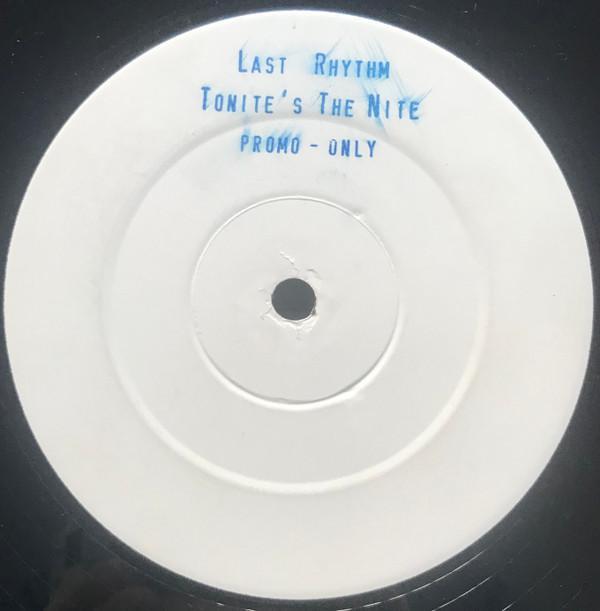 LAST RHYTHM
TONITE'S THE NITE
PROMO - ONLY